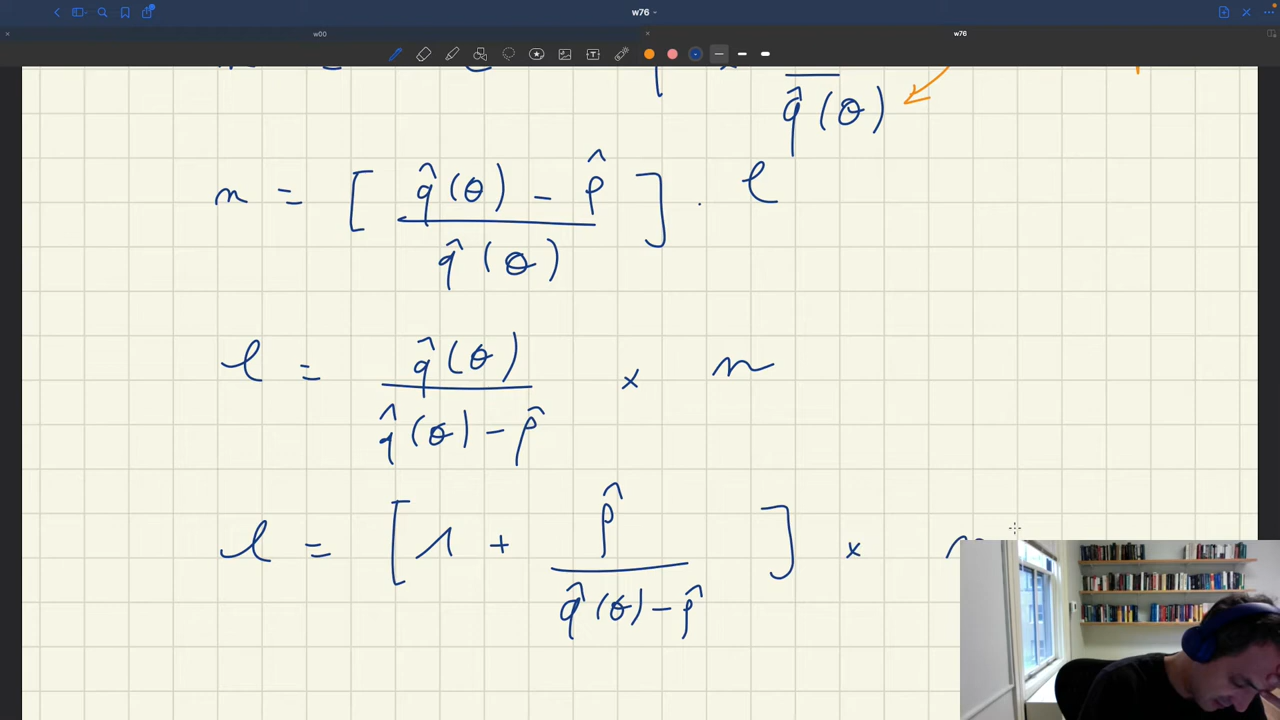 w76
w00
w76
q̂(θ)
n = [ (q̂(θ) − p̂) / q̂(θ) ] . l
l = q̂(θ) / (q̂(θ) − p̂) × n
l = [ 1 + p̂ / (q̂(θ) − p̂) ] × n